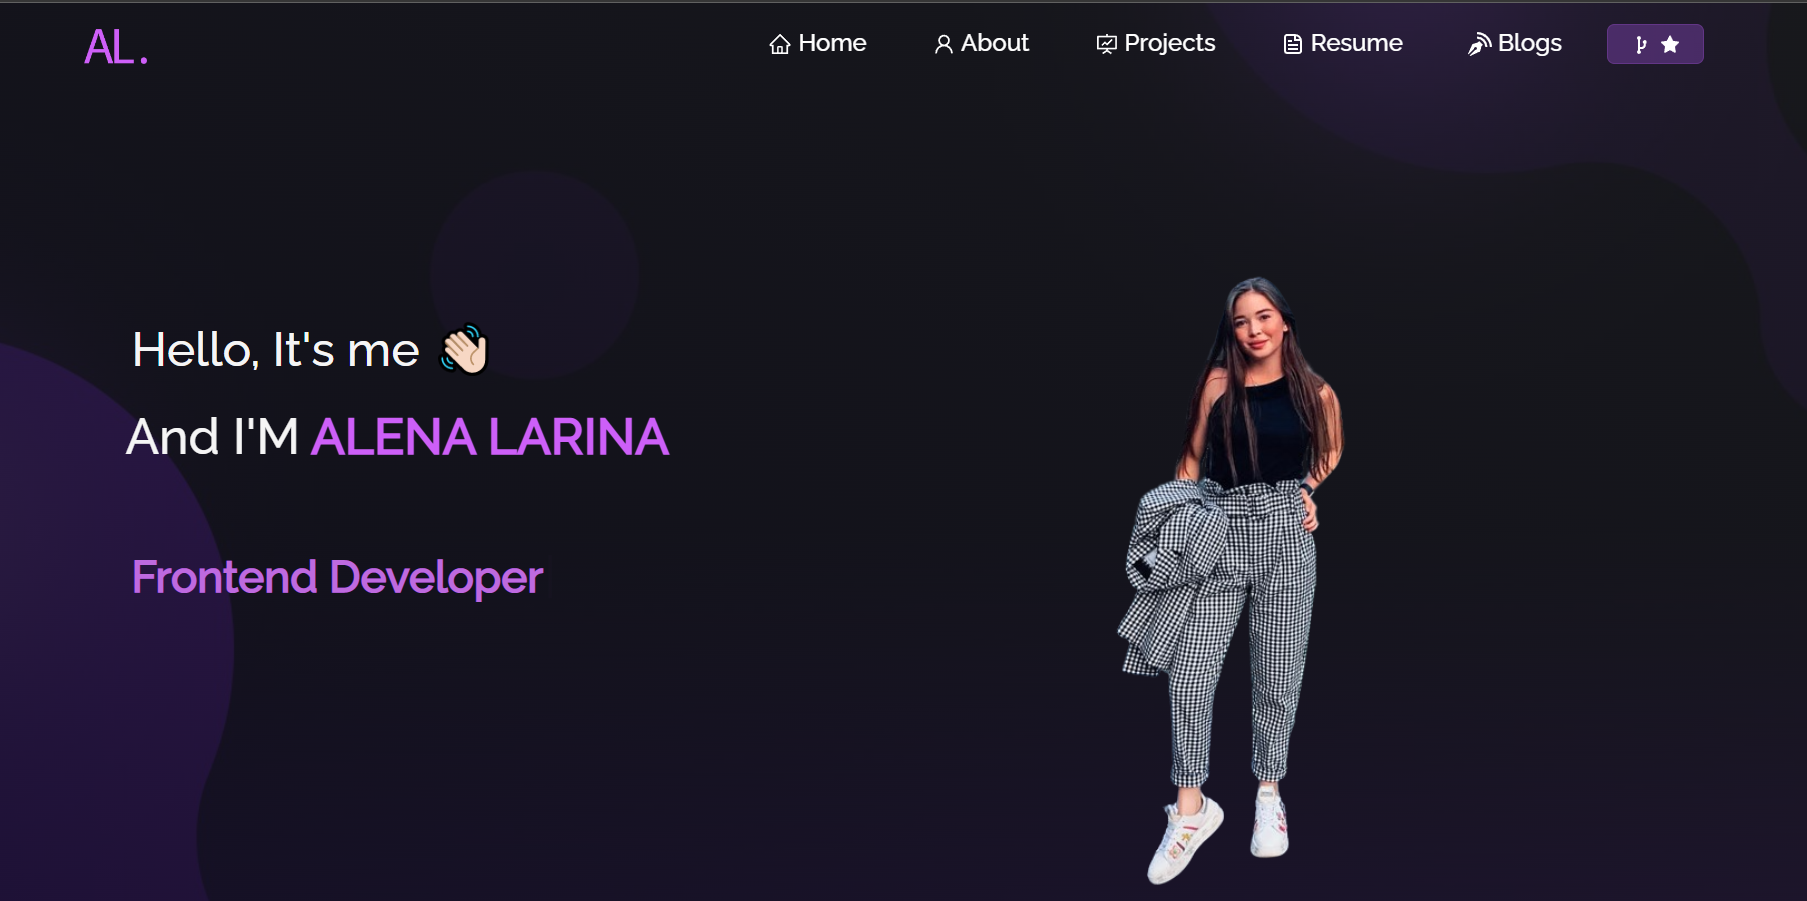 AL.
Home About Projects Resume Blogs
Hello, It's me
And I'M ALENA LARINA
Frontend Developer